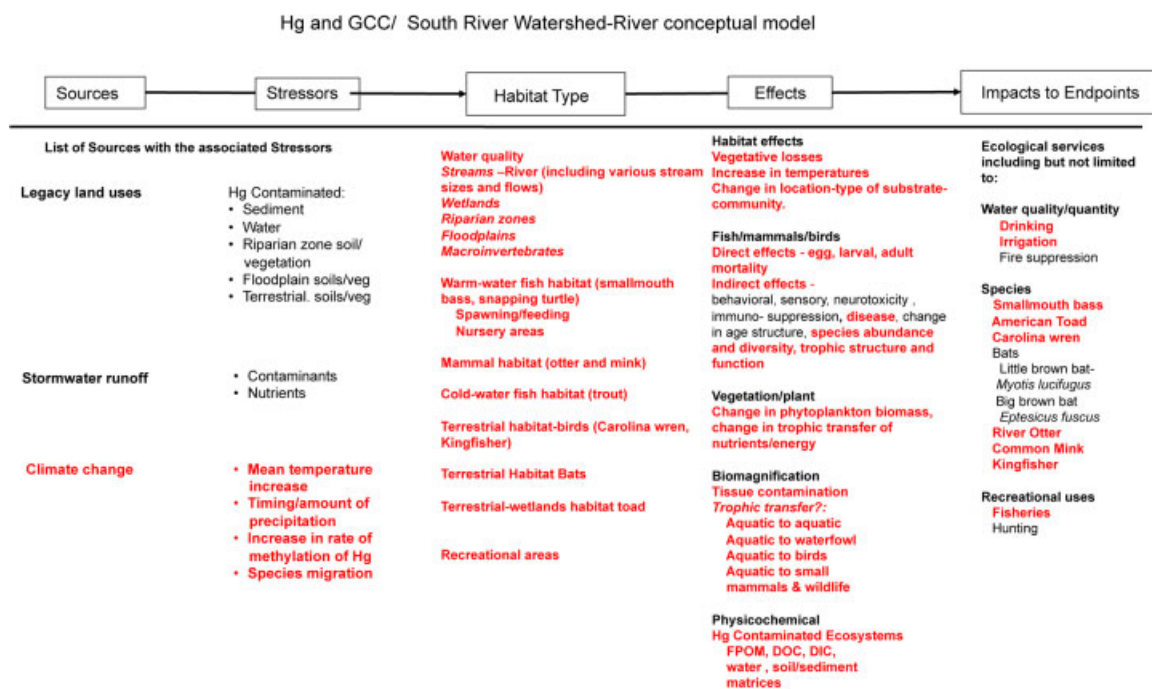 Hg and GCC/ South River Watershed-River conceptual model
Sources
Stressors
Habitat Type
Effects
Impacts to Endpoints
List of Sources with the associated Stressors
Legacy land uses
Hg Contaminated:
• Sediment
• Water
• Riparian zone soil/
vegetation
• Floodplain soils/veg
• Terrestrial. soils/veg
Stormwater runoff
• Contaminants
• Nutrients
Climate change
• Mean temperature
increase
• Timing/amount of
precipitation
• Increase in rate of
methylation of Hg
• Species migration
Water quality
Streams –River (including various stream
sizes and flows)
Wetlands
Riparian zones
Floodplains
Macroinvertebrates
Warm-water fish habitat (smallmouth
bass, snapping turtle)
Spawning/feeding
Nursery areas
Mammal habitat (otter and mink)
Cold-water fish habitat (trout)
Terrestrial habitat-birds (Carolina wren,
Kingfisher)
Terrestrial Habitat Bats
Terrestrial-wetlands habitat toad
Recreational areas
Habitat effects
Vegetative losses
Increase in temperatures
Change in location-type of substrate-
community.
Fish/mammals/birds
Direct effects - egg, larval, adult
mortality
Indirect effects -
behavioral, sensory, neurotoxicity ,
immuno- suppression, disease, change
in age structure, species abundance
and diversity, trophic structure and
function
Vegetation/plant
Change in phytoplankton biomass,
change in trophic transfer of
nutrients/energy
Biomagnification
Tissue contamination
Trophic transfer?:
Aquatic to aquatic
Aquatic to waterfowl
Aquatic to birds
Aquatic to small
mammals & wildlife
Physicochemical
Hg Contaminated Ecosystems
FPOM, DOC, DIC,
water , soil/sediment
matrices
Ecological services
including but not limited
to:
Water quality/quantity
Drinking
Irrigation
Fire suppression
Species
Smallmouth bass
American Toad
Carolina wren
Bats
Little brown bat-
Myotis lucifugus
Big brown bat
Eptesicus fuscus
River Otter
Common Mink
Kingfisher
Recreational uses
Fisheries
Hunting